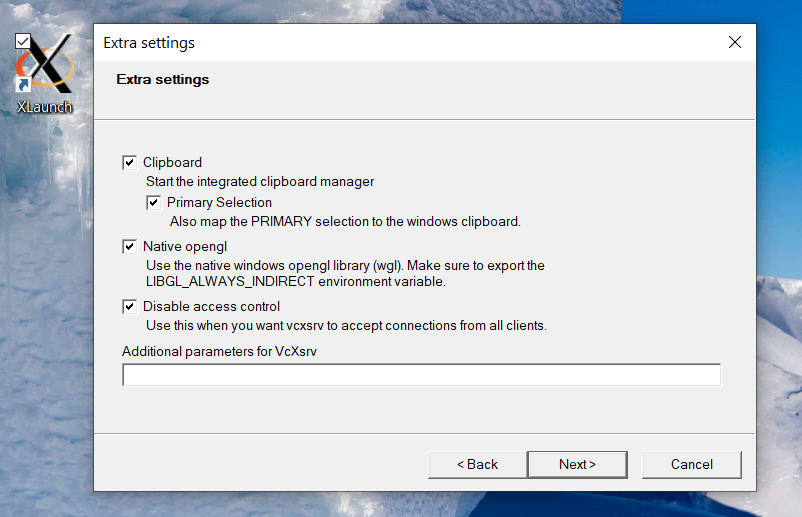 Extra settings
Extra settings
XLaunch
Clipboard
Start the integrated clipboard manager
Primary Selection
Also map the PRIMARY selection to the windows clipboard.
Native opengl
Use the native windows opengl library (wgl). Make sure to export the
LIBGL_ALWAYS_INDIRECT environment variable.
Disable access control
Use this when you want vcxsrv to accept connections from all clients.
Additional parameters for VcXsrv
< Back Next > Cancel